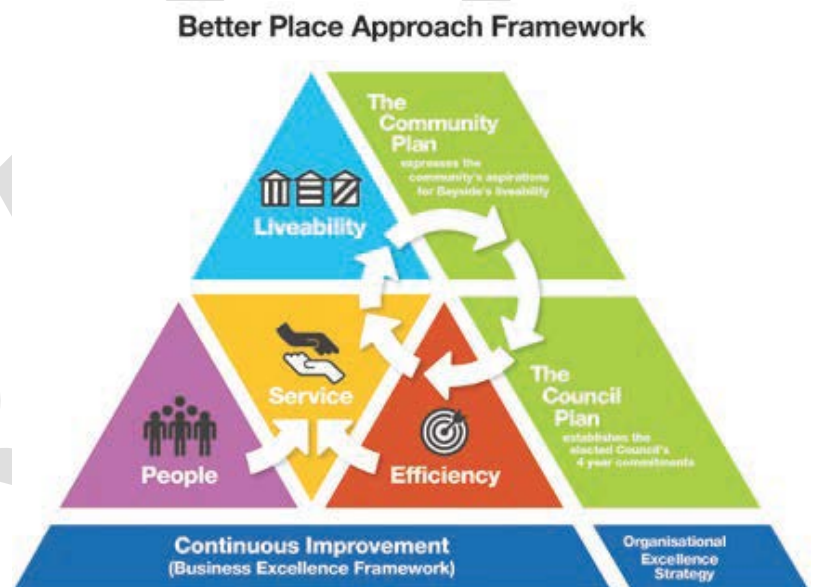 Better Place Approach Framework
The
Community
Plan
expresses the
community's aspirations
for Bayside's liveability
Liveability
Service
People
Efficiency
The
Council
Plan
establishes the
elected Council's
4 year commitments
Continuous Improvement
(Business Excellence Framework)
Organisational
Excellence
Strategy